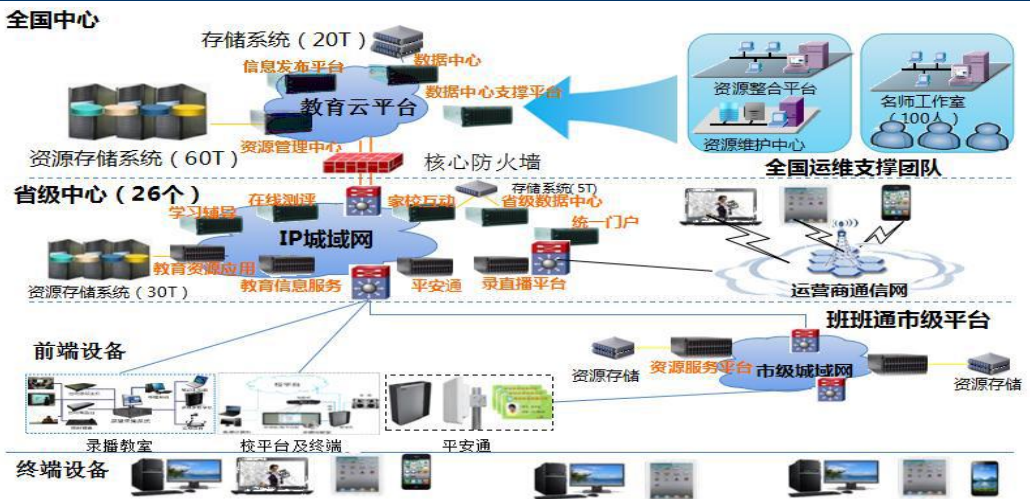 全国中心
存储系统（20T）
信息发布平台
数据中心
教育云平台
数据中心支撑平台
资源管理中心
资源存储系统（60T）
核心防火墙
资源整合平台
资源维护中心
名师工作室
（100人）
全国运维支撑团队
省级中心（26个）
学习辅导
在线测评
家校互动
存储系统(5T)
省级数据中心
统一门户
IP城域网
教育资源应用
教育信息服务
平安通
录直播平台
资源存储系统（30T）
运营商通信网
班班通市级平台
前端设备
资源存储
资源服务平台
市级城域网
资源存储
校平台
录播教室
校平台及终端
平安通
终端设备